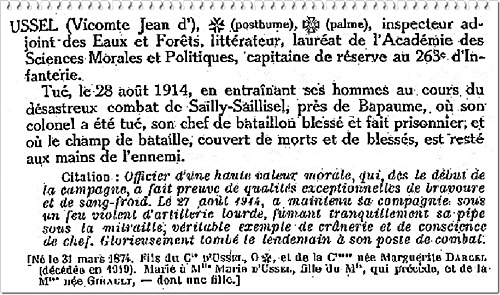 USSEL (Vicomte Jean d'), (posthume), (palme), inspecteur ad-
joint des Eaux et Forêts, littérateur, lauréat de l'Académie des
Sciences Morales et Politiques, capitaine de réserve au 263e d'In-
fanterie.
Tué, le 28 août 1914, en entraînant ses hommes au cours du
désastreux combat de Sailly-Saillisel, près de Bapaume, où son
colonel a été tué, son chef de bataillon blessé et fait prisonnier, et
où le champ de bataille, couvert de morts et de blessés, est resté
aux mains de l'ennemi.
Citation : Officier d'une haute valeur morale, qui, dès le début de
la campagne, a fait preuve de qualités exceptionnelles de bravoure
et de sang-froid. Le 27 août 1914, a maintenu sa compagnie sous
un feu violent d'artillerie lourde, fumant tranquillement sa pipe
sous la mitraille, véritable exemple de crânerie et de conscience
de chef. Glorieusement tombé le lendemain à son poste de combat.
[Né le 31 mars 1874. Fils du Cte d'USSEL, O, et de la Ctesse née Marguerite DARCEL
(décédés en 1919). Marié à Mlle Marie D'USSEL, fille du Mis, qui précède, et de la
Mise née GIRAULT, — dont une fille.]